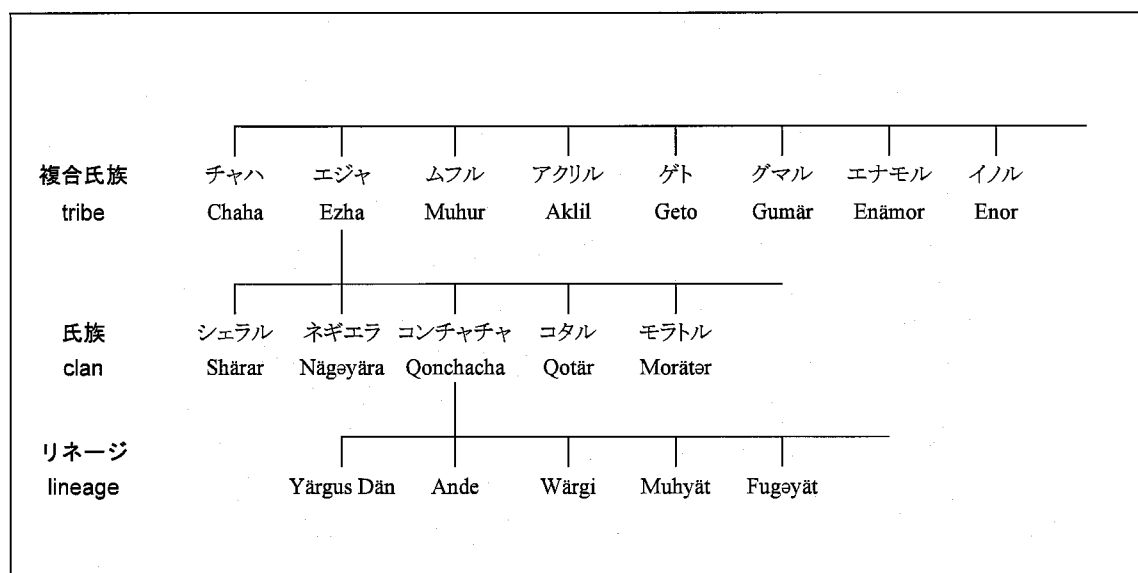 複合氏族 チャハ エジャ ムフル アクリル ゲト グマル エナモル イノル
tribe Chaha Ezha Muhur Aklil Geto Gumär Enämor Enor
氏族 シェラル ネギエラ コンチャチャ コタル モラトル
clan Shärar Nägəyära Qonchacha Qotär Morätər
リネージ
lineage Yärgus Dän Ande Wärgi Muhyät Fugəyät